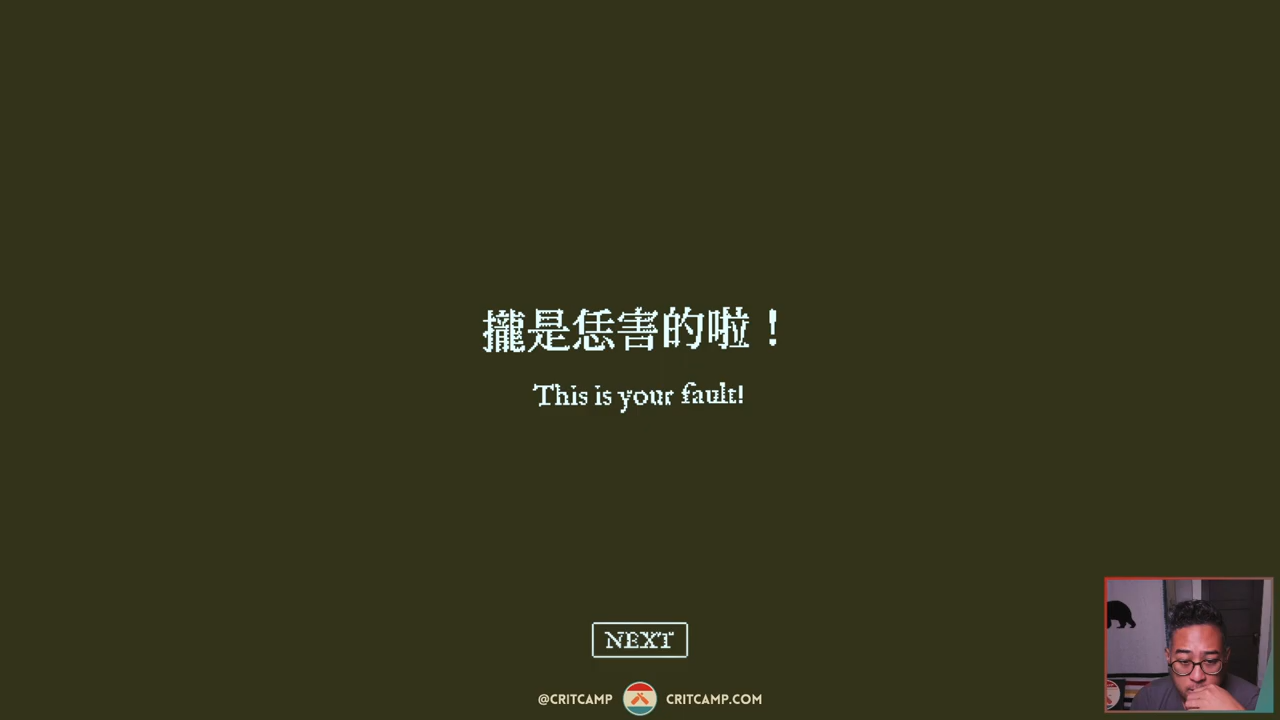 攏是恁害的啦！
This is your fault!
NEXT
@CRITCAMP CRITCAMP.COM